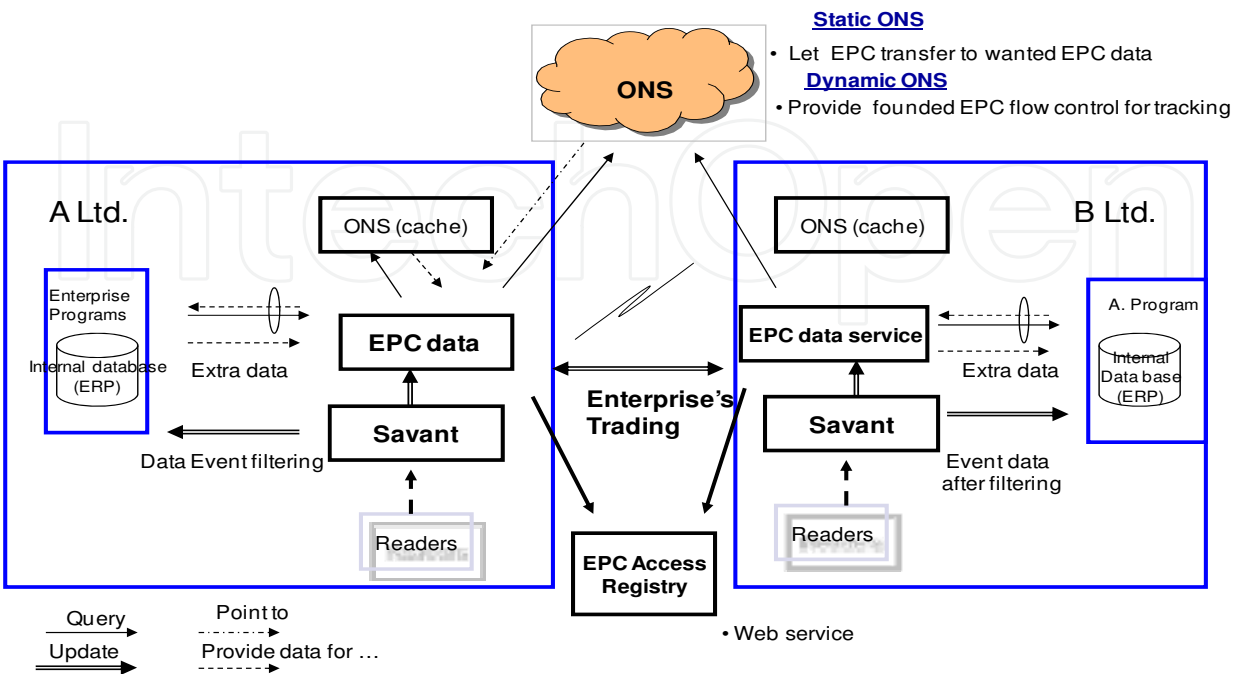 Static ONS
• Let EPC transfer to wanted EPC data
Dynamic ONS
• Provide founded EPC flow control for tracking
ONS
IntechOpen
A Ltd.
ONS (cache)
Enterprise
Programs
Internal database
(ERP)
Extra data
EPC data
Savant
Data Event filtering
Readers
Enterprise's
Trading
EPC Access
Registry
• Web service
B Ltd.
ONS (cache)
EPC data service
A. Program
Internal
Data base
(ERP)
Extra data
Savant
Event data
after filtering
Readers
Query
Point to
Update
Provide data for ...